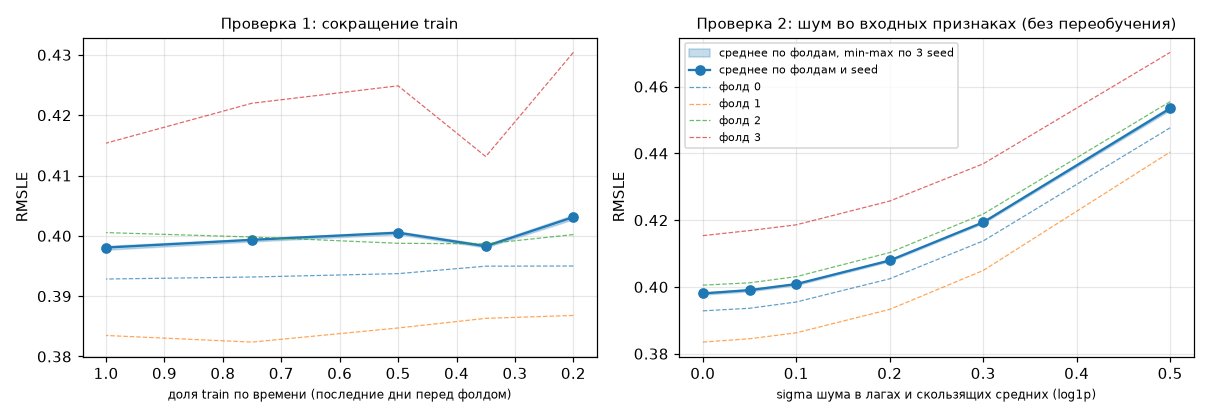 Проверка 1: сокращение train
RMSLE
0.43
0.42
0.41
0.40
0.39
0.38
1.0 0.9 0.8 0.7 0.6 0.5 0.4 0.3 0.2
доля train по времени (последние дни перед фолдом)
Проверка 2: шум во входных признаках (без переобучения)
среднее по фолдам, min-max по 3 seed
среднее по фолдам и seed
фолд 0
фолд 1
фолд 2
фолд 3
RMSLE
0.46
0.44
0.42
0.40
0.38
0.0 0.1 0.2 0.3 0.4 0.5
sigma шума в лагах и скользящих средних (log1p)